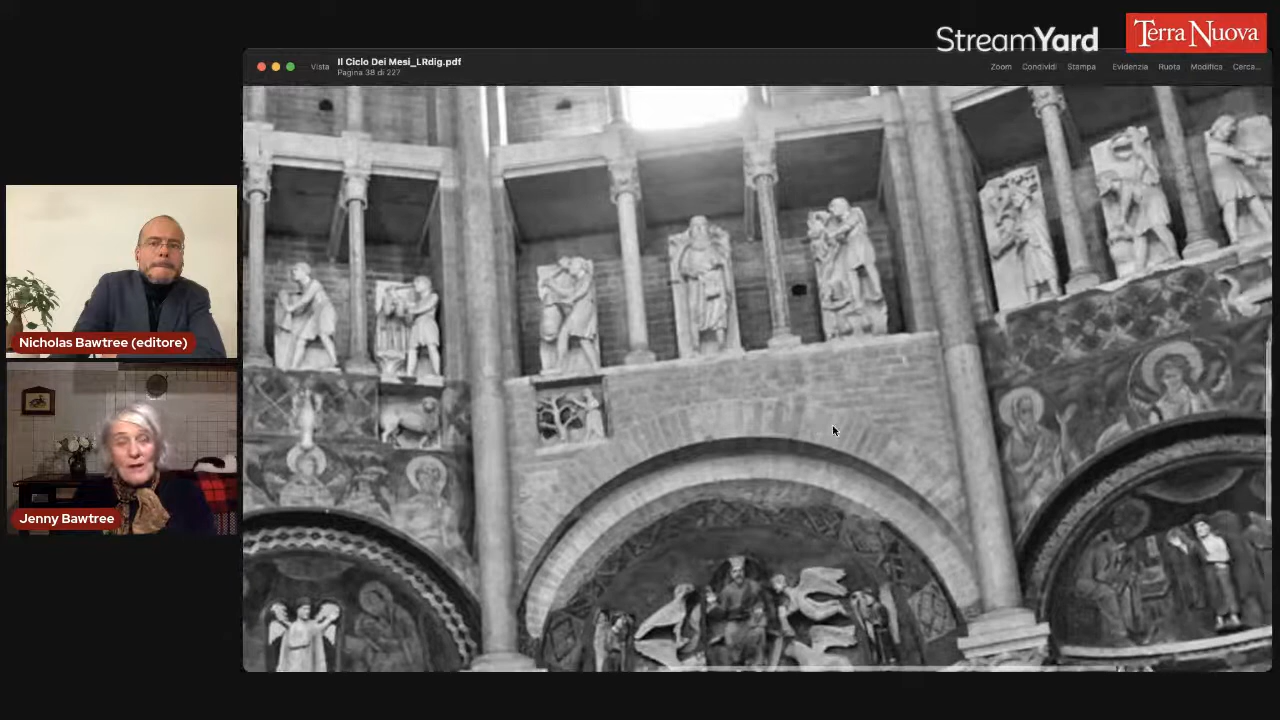 StreamYard
Terra Nuova
Vista
Il Ciclo Dei Mesi_LRdig.pdf
Pagina 38 di 227
Zoom Condividi Stampa Evidenzia Ruota Modifica Cerca...
Nicholas Bawtree (editore)
Jenny Bawtree